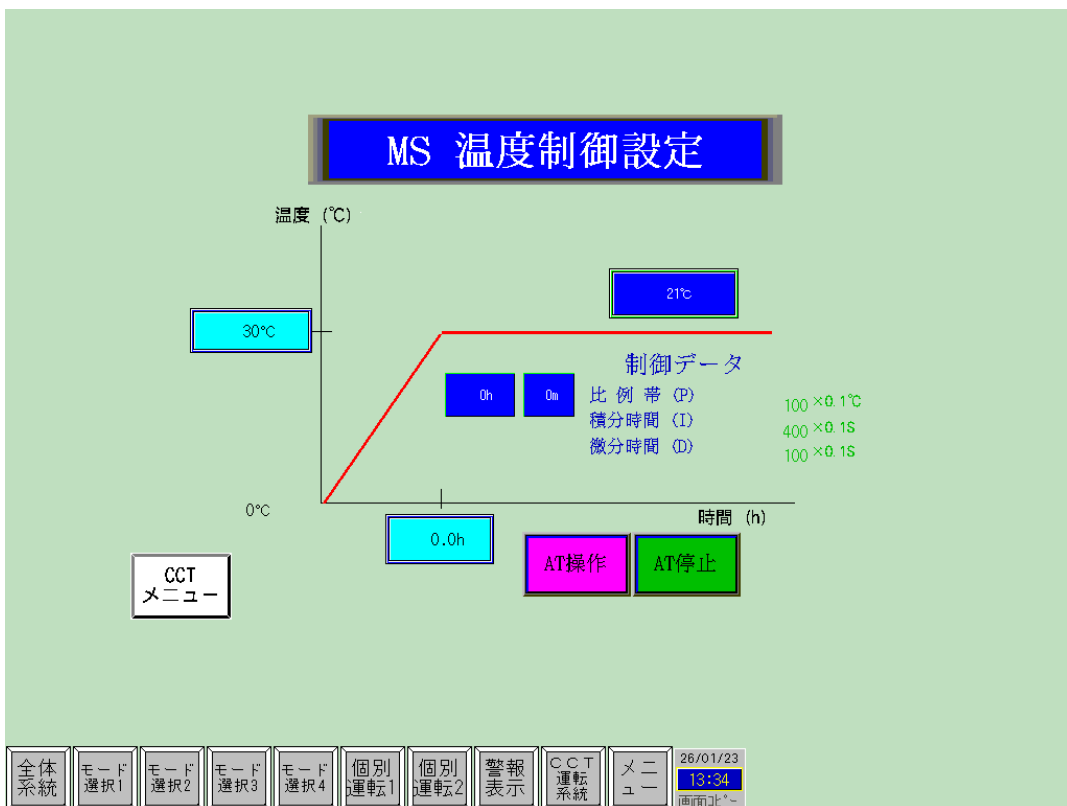 MS 温度制御設定
温度 (℃)
21℃
30℃
制御データ
0h
0m
比 例 帯 (P)
100 ×0.1℃
積分時間 (I)
400 ×0.1S
微分時間 (D)
100 ×0.1S
0℃
時間 (h)
0.0h
AT操作
AT停止
CCT
メニュー
全体
系統
モード
選択1
モード
選択2
モード
選択3
モード
選択4
個別
運転1
個別
運転2
警報
表示
CCT
運転
系統
メニ
ュー
26/01/23
13:34
画面コピー